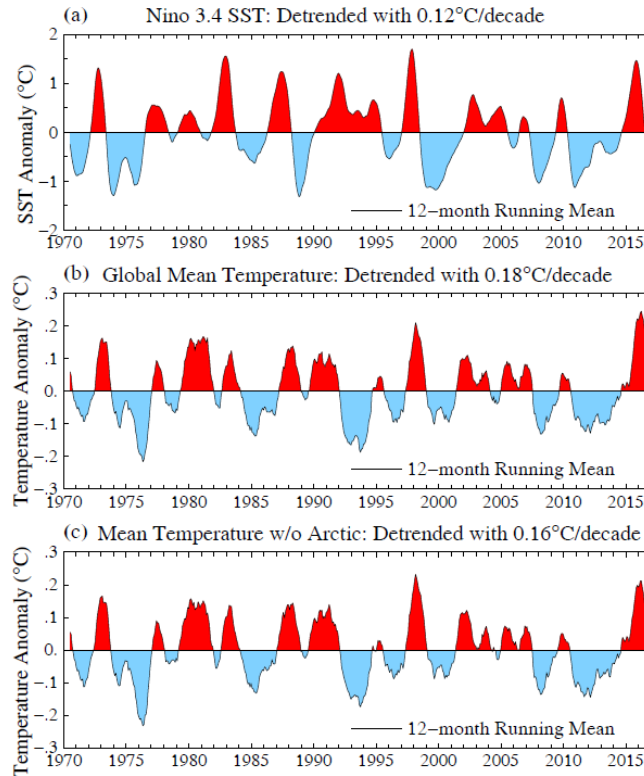 (a) Nino 3.4 SST: Detrended with 0.12°C/decade
SST Anomaly (°C)
2
1
0
−1
−2
12−month Running Mean
1970 1975 1980 1985 1990 1995 2000 2005 2010 2015
(b) Global Mean Temperature: Detrended with 0.18°C/decade
Temperature Anomaly (°C)
.3
.2
.1
0.
−.1
−.2
−.3
12−month Running Mean
1970 1975 1980 1985 1990 1995 2000 2005 2010 2015
(c) Mean Temperature w/o Arctic: Detrended with 0.16°C/decade
Temperature Anomaly (°C)
.3
.2
.1
0.
−.1
−.2
−.3
12−month Running Mean
1970 1975 1980 1985 1990 1995 2000 2005 2010 2015